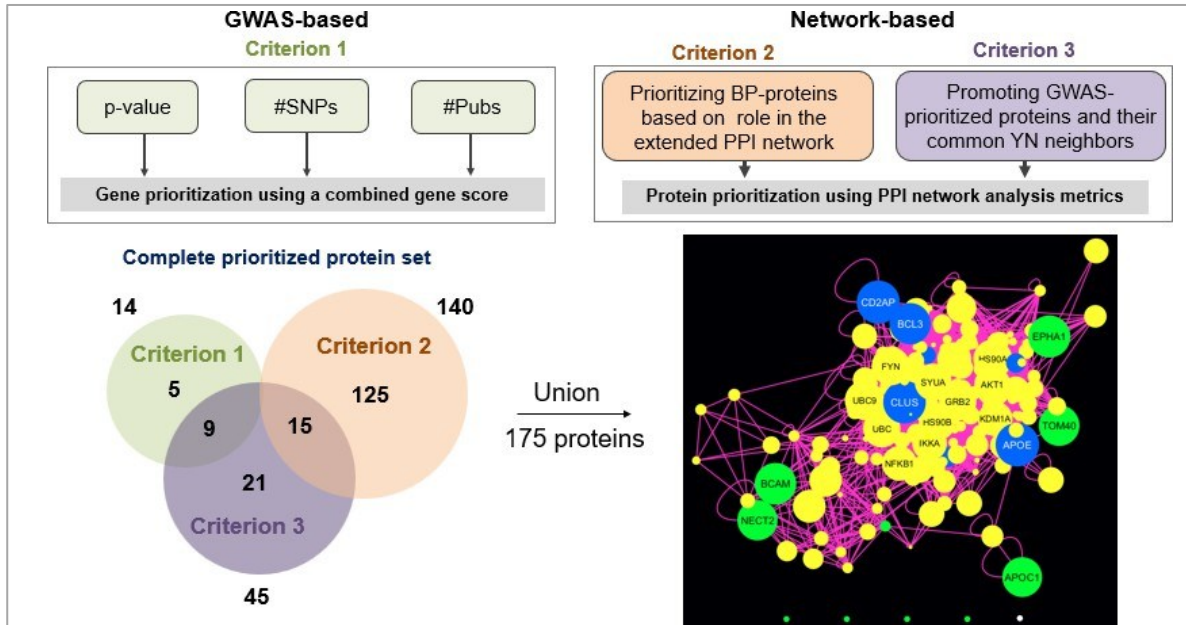 GWAS-based
Network-based
Criterion 1
Criterion 2
Criterion 3
p-value
#SNPs
#Pubs
Gene prioritization using a combined gene score
Prioritizing BP-proteins
based on role in the
extended PPI network
Promoting GWAS-
prioritized proteins and their
common YN neighbors
Protein prioritization using PPI network analysis metrics
Complete prioritized protein set
14
140
Criterion 1
Criterion 2
5
125
9
15
21
Criterion 3
45
Union
175 proteins
CD2AP
BCL3
EPHA1
FYN
HS90A
SYUA
AKT1
UBC9
CLUS
GRB2
HS90B
KDM1A
TOM40
UBC
IKKA
APOE
NFKB1
BCAM
NECT2
APOC1